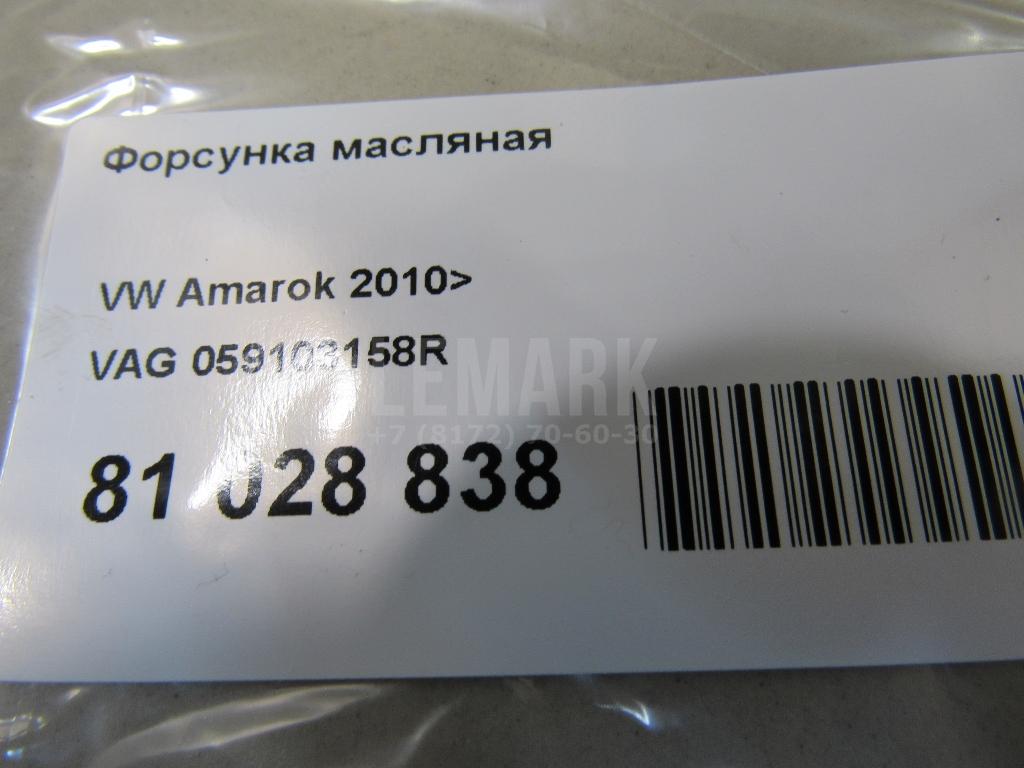 Форсунка масляная
VW Amarok 2010>
VAG 059103158R
LEMARK
+7 (8172) 70-60-30
81 028 838